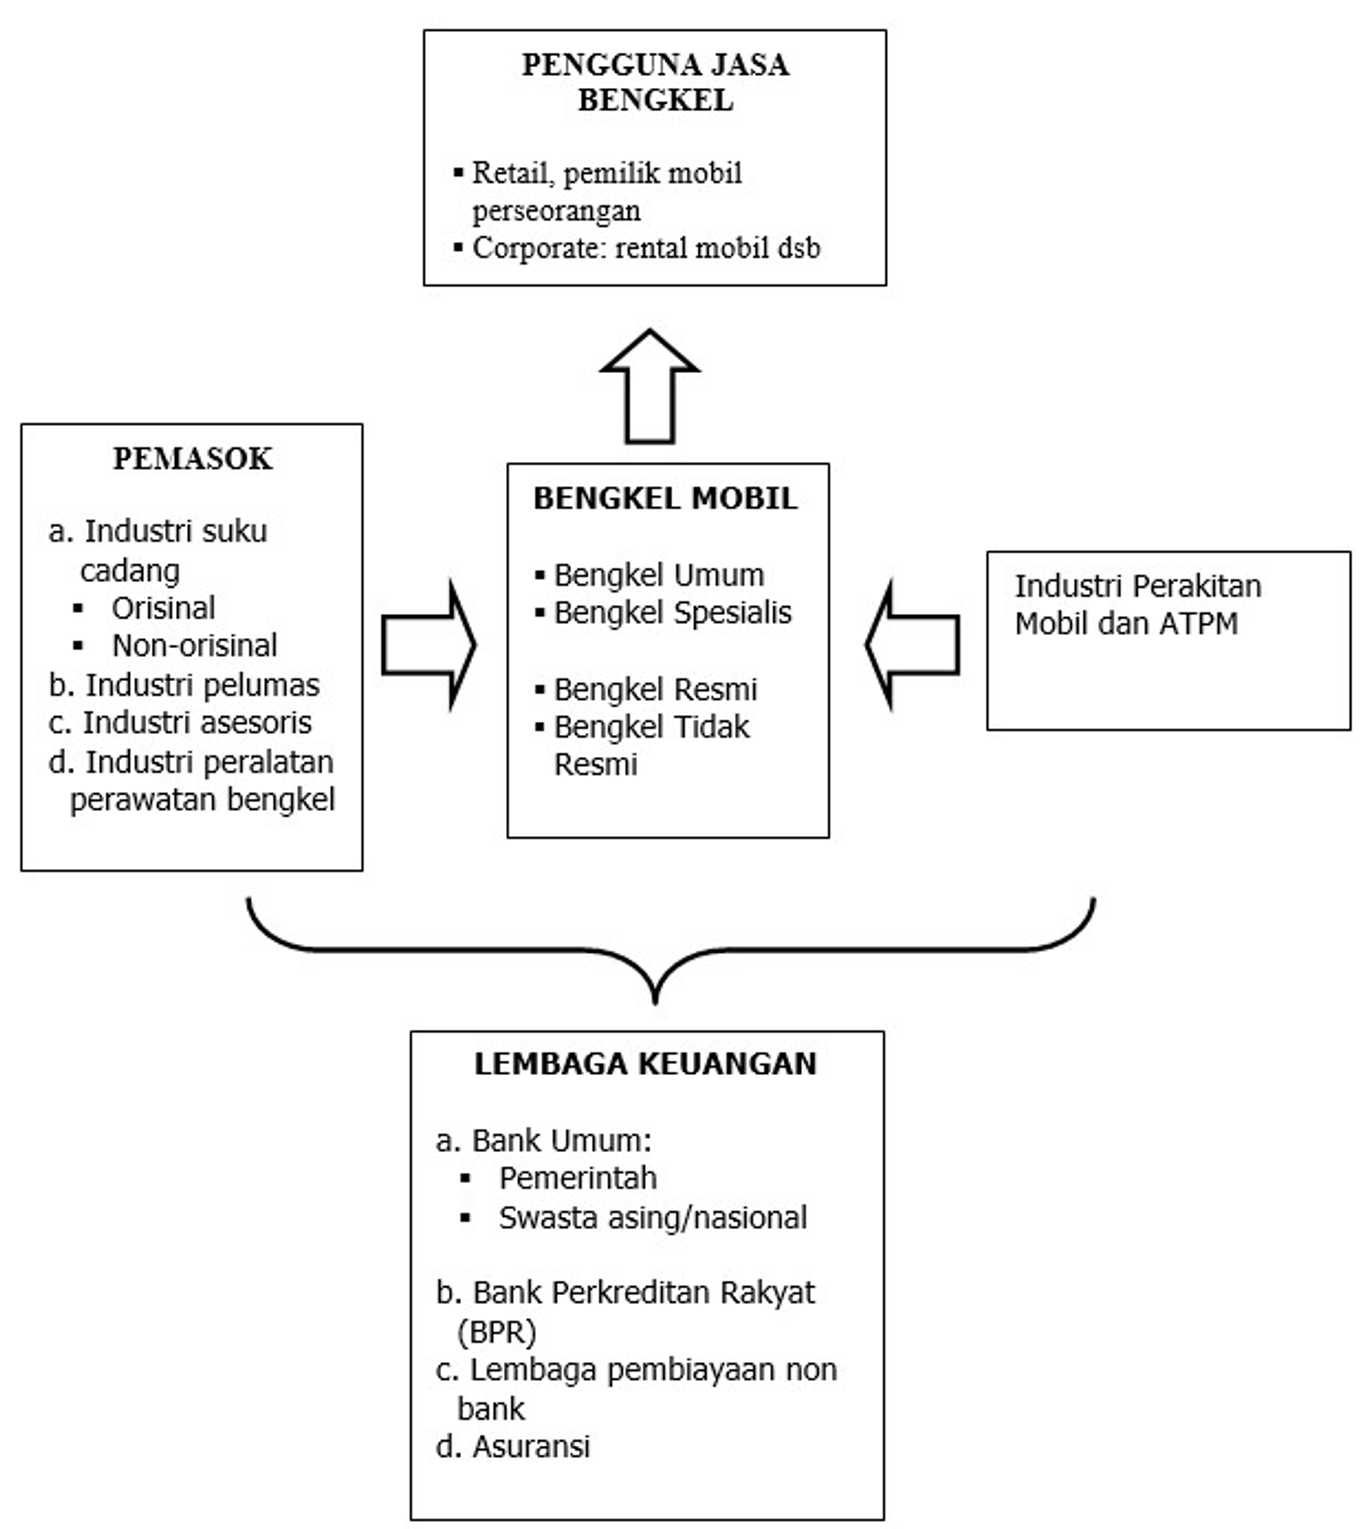 PENGGUNA JASA
BENGKEL
▪ Retail, pemilik mobil
perseorangan
▪ Corporate: rental mobil dsb
PEMASOK
a. Industri suku
cadang
▪ Orisinal
▪ Non-orisinal
b. Industri pelumas
c. Industri asesoris
d. Industri peralatan
perawatan bengkel
BENGKEL MOBIL
▪ Bengkel Umum
▪ Bengkel Spesialis
▪ Bengkel Resmi
▪ Bengkel Tidak
Resmi
Industri Perakitan
Mobil dan ATPM
LEMBAGA KEUANGAN
a. Bank Umum:
▪ Pemerintah
▪ Swasta asing/nasional
b. Bank Perkreditan Rakyat
(BPR)
c. Lembaga pembiayaan non
bank
d. Asuransi